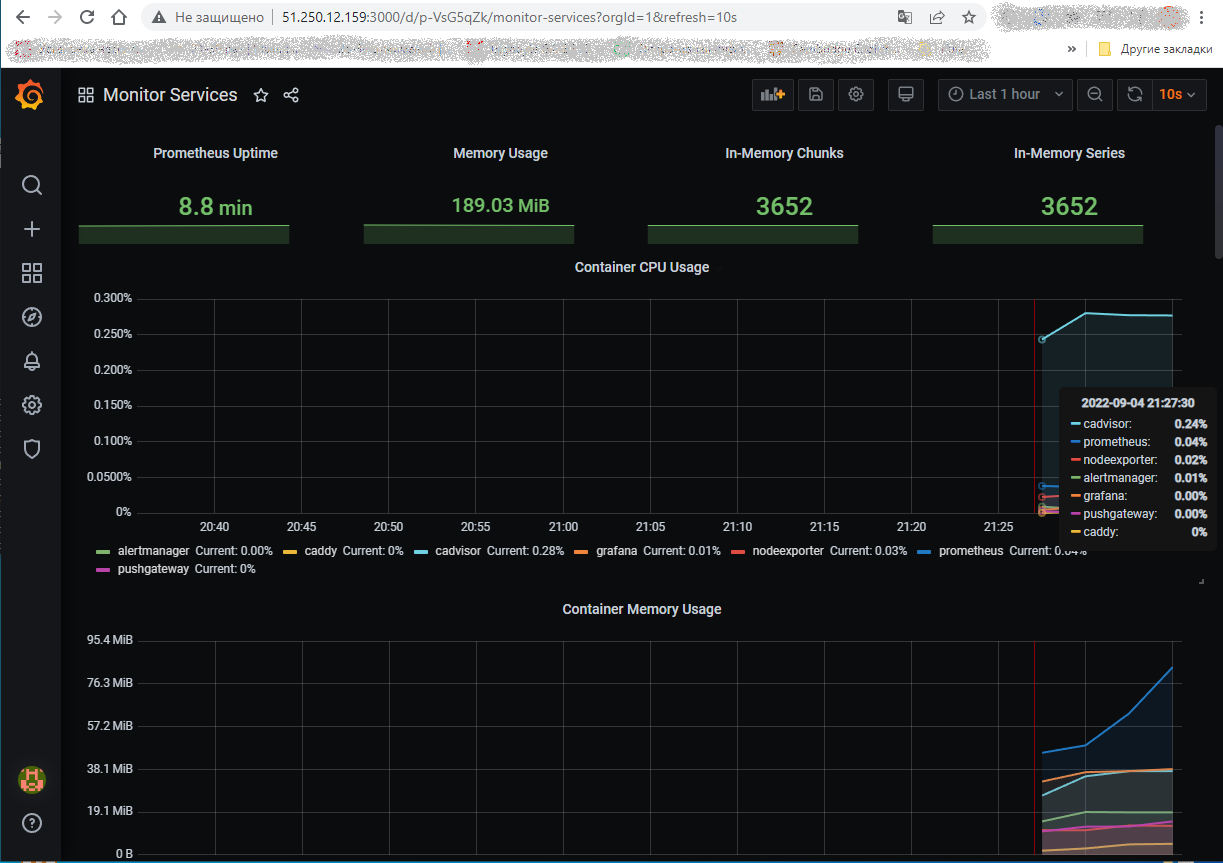 Не защищено 51.250.12.159:3000/d/p-VsG5qZk/monitor-services?orgId=1&refresh=10s
» Другие закладки
Monitor Services Last 1 hour 10s
Prometheus Uptime Memory Usage In-Memory Chunks In-Memory Series
8.8 min 189.03 MiB 3652 3652
Container CPU Usage
0.300%
0.250%
0.200%
0.150%
0.100%
0.0500%
0%
20:40 20:45 20:50 20:55 21:00 21:05 21:10 21:15 21:20 21:25
2022-09-04 21:27:30
cadvisor: 0.24%
prometheus: 0.04%
nodeexporter: 0.02%
alertmanager: 0.01%
grafana: 0.00%
pushgateway: 0.00%
caddy: 0%
alertmanager Current: 0.00% caddy Current: 0% cadvisor Current: 0.28% grafana Current: 0.01% nodeexporter Current: 0.03% prometheus Current: 0.04%
pushgateway Current: 0%
Container Memory Usage
95.4 MiB
76.3 MiB
57.2 MiB
38.1 MiB
19.1 MiB
0 B